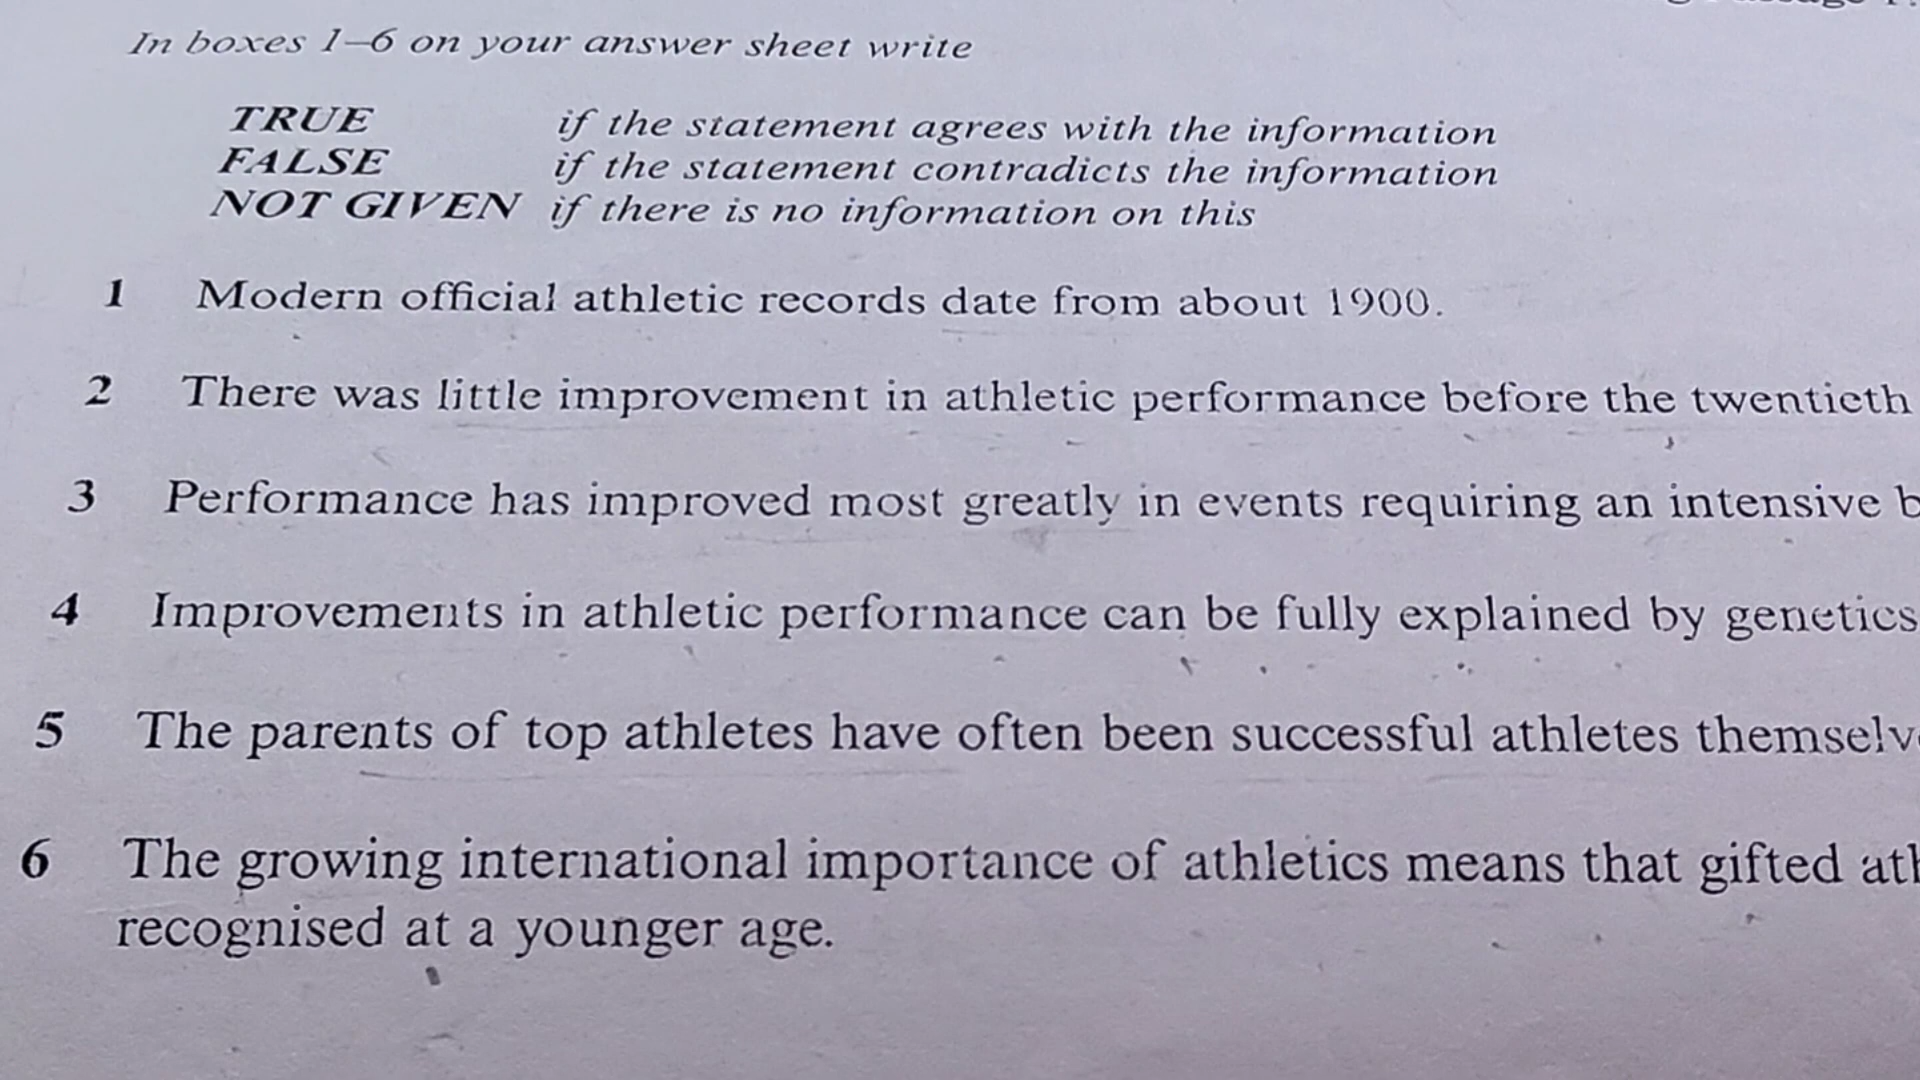 In boxes 1–6 on your answer sheet write
TRUE if the statement agrees with the information
FALSE if the statement contradicts the information
NOT GIVEN if there is no information on this
1 Modern official athletic records date from about 1900.
2 There was little improvement in athletic performance before the twentieth
3 Performance has improved most greatly in events requiring an intensive
4 Improvements in athletic performance can be fully explained by genetics
5 The parents of top athletes have often been successful athletes
6 The growing international importance of athletics means that gifted
recognised at a younger age.